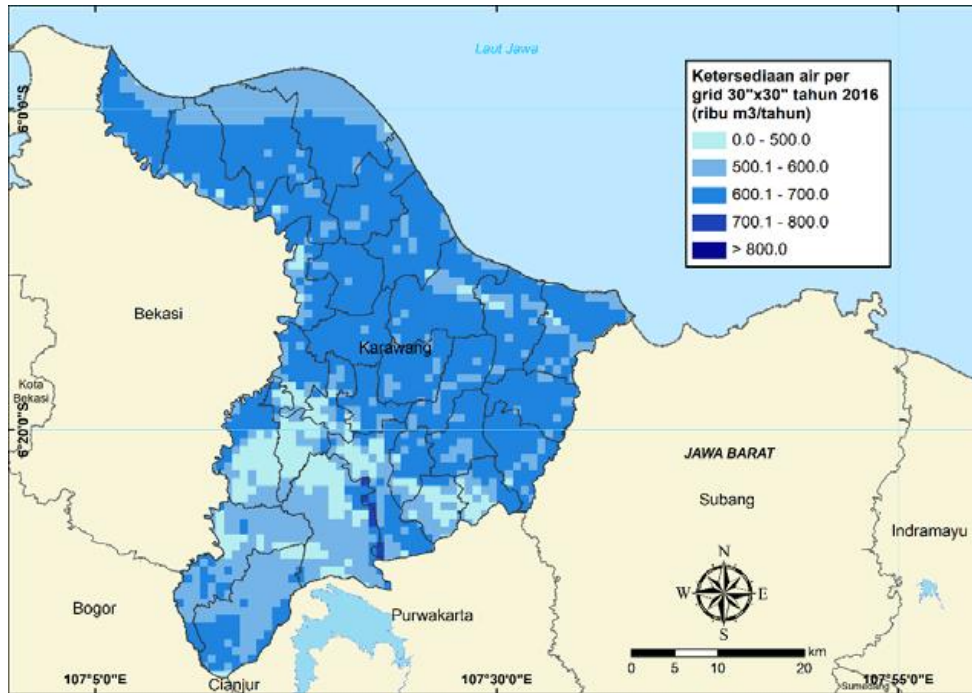 Laut Jawa
Ketersediaan air per
grid 30"x30" tahun 2016
(ribu m3/tahun)
0.0 - 500.0
500.1 - 600.0
600.1 - 700.0
700.1 - 800.0
> 800.0
6°0'0"S
Bekasi
Karawang
Kota
Bekasi
6°20'0"S
JAWA BARAT
Subang
Indramayu
N
W
E
S
Bogor
Purwakarta
km
0 5 10 20
Cianjur
Sumedang
107°5'0"E
107°30'0"E
107°55'0"E